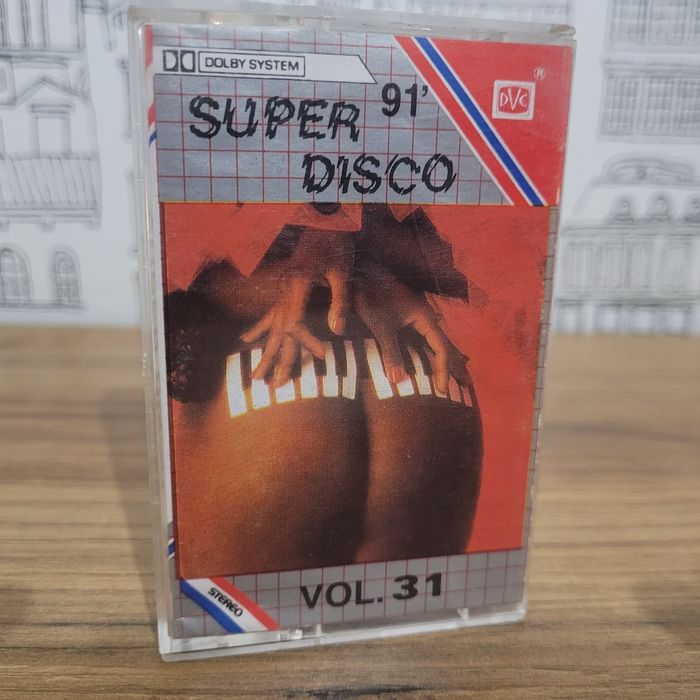 DOLBY SYSTEM
91'
DVC
®
SUPER
DISCO
STEREO
VOL. 31